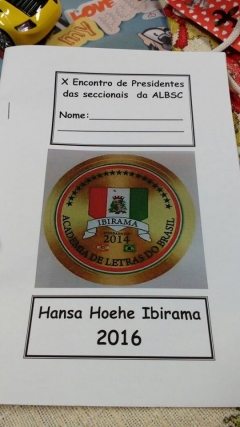 X Encontro de Presidentes
das seccionais da ALBSC
Nome:
IBIRAMA
2014
ACADEMIA DE LETRAS DO BRASIL
Hansa Hoehe Ibirama
2016